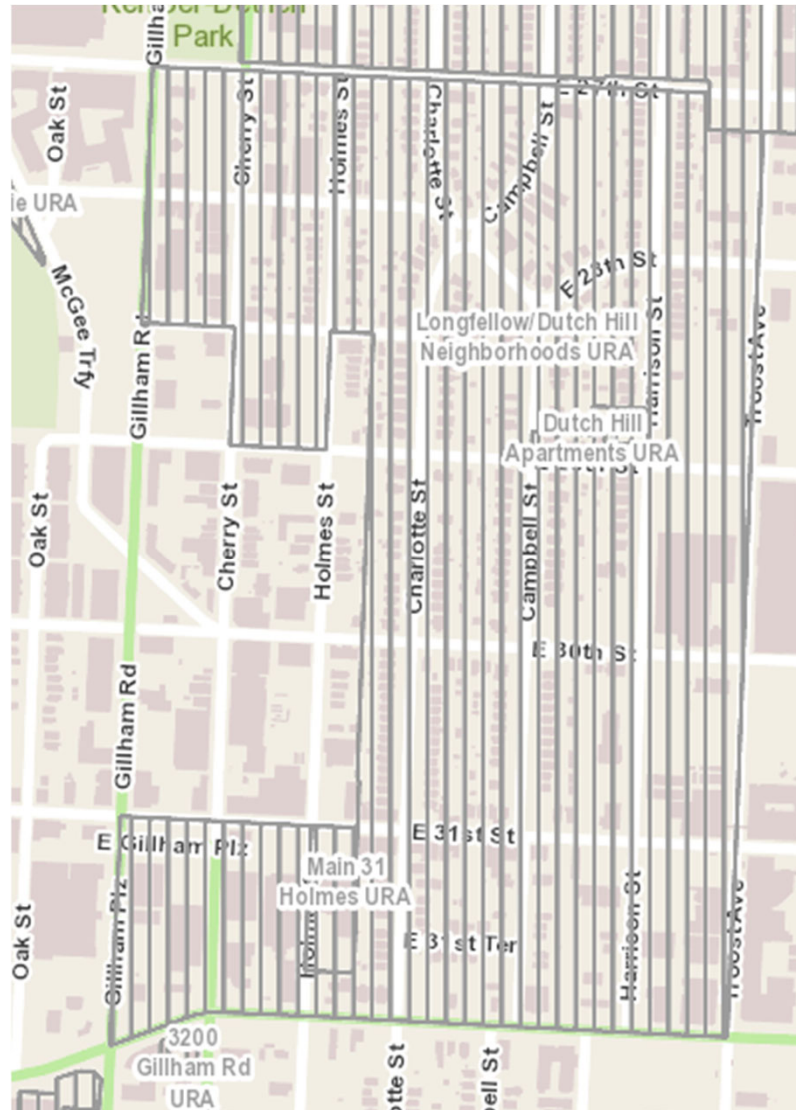 Park
Gillha
Oak St
Cherry St
Holmes St
Charlotte St
Campbell St
E 27th St
ie URA
McGee Trfy
E 28th St
Longfellow/Dutch Hill
Neighborhoods URA
Harrison St
Troost Ave
Gillham Rd
Dutch Hill
Apartments URA
Oak St
Cherry St
Holmes St
Charlotte St
Campbell St
E 30th St
Gillham Rd
E Gillham Plz
E 31st St
Main 31
Holmes URA
Gillham Plz
Oak St
E 31st Ter
Harrison St
Troost Ave
3200
Gillham Rd
URA
otte St
bell St